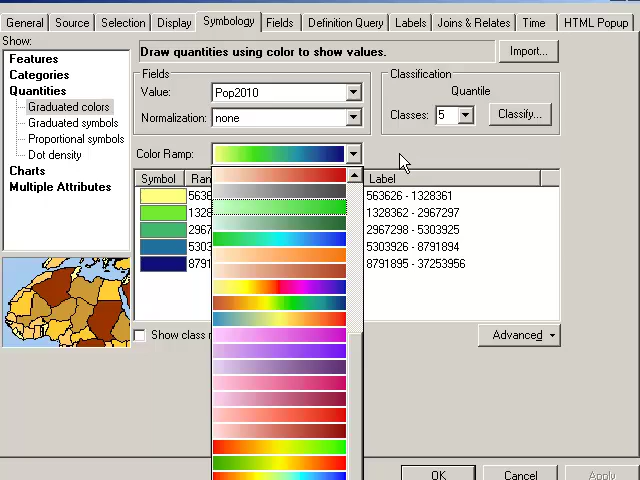 General Source Selection Display Symbology Fields Definition Query Labels Joins & Relates Time HTML Popup
Show:
Features
Categories
Quantities
Graduated colors
Graduated symbols
Proportional symbols
Dot density
Charts
Multiple Attributes
Draw quantities using color to show values.
Import...
Fields
Value: Pop2010
Normalization: none
Classification
Quantile
Classes: 5 Classify...
Color Ramp:
Symbol Ran Label
563626 - 1328361
1328362 - 2967297
2967298 - 5303925
5303926 - 8791894
8791895 - 37253956
Show class
Advanced
OK Cancel Apply